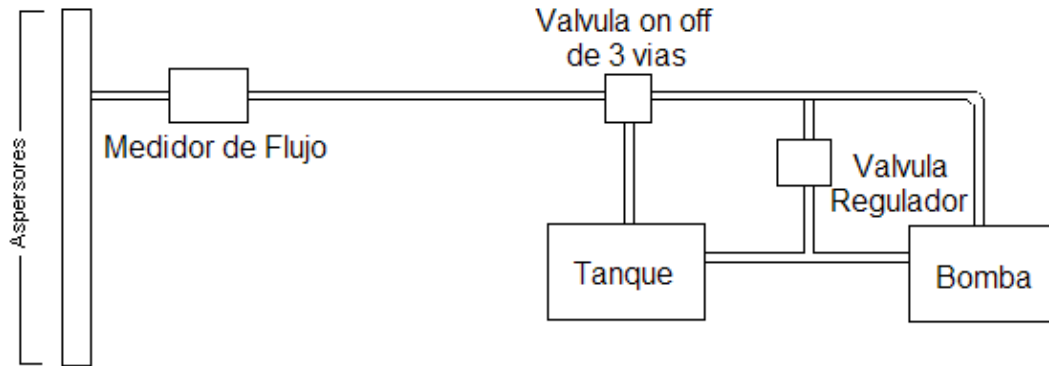 Valvula on off
de 3 vias
Aspersores
Medidor de Flujo
Valvula
Regulador
Tanque
Bomba